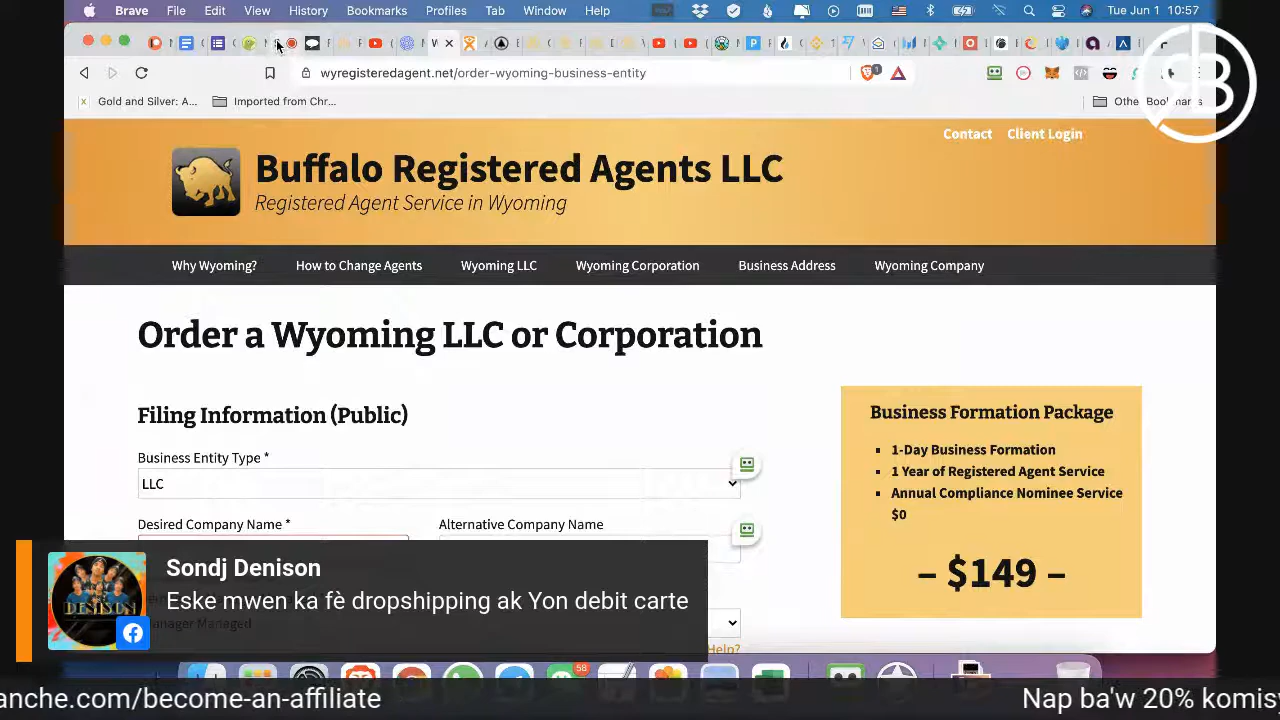 Brave File Edit View History Bookmarks Profiles Tab Window Help Tue Jun 1 10:57
wyregisteredagent.net/order-wyoming-business-entity
Gold and Silver: A... Imported from Chr...
Contact Client Login
Buffalo Registered Agents LLC
Registered Agent Service in Wyoming
Why Wyoming? How to Change Agents Wyoming LLC Wyoming Corporation Business Address Wyoming Company
Order a Wyoming LLC or Corporation
Filing Information (Public)
Business Entity Type *
LLC
Desired Company Name * Alternative Company Name
Business Formation Package
1-Day Business Formation
1 Year of Registered Agent Service
Annual Compliance Nominee Service
$0
– $149 –
DENISON
Sondj Denison
Eske mwen ka fè dropshipping ak Yon debit carte
Help?
58
anche.com/become-an-affiliate
Nap ba'w 20% komisy